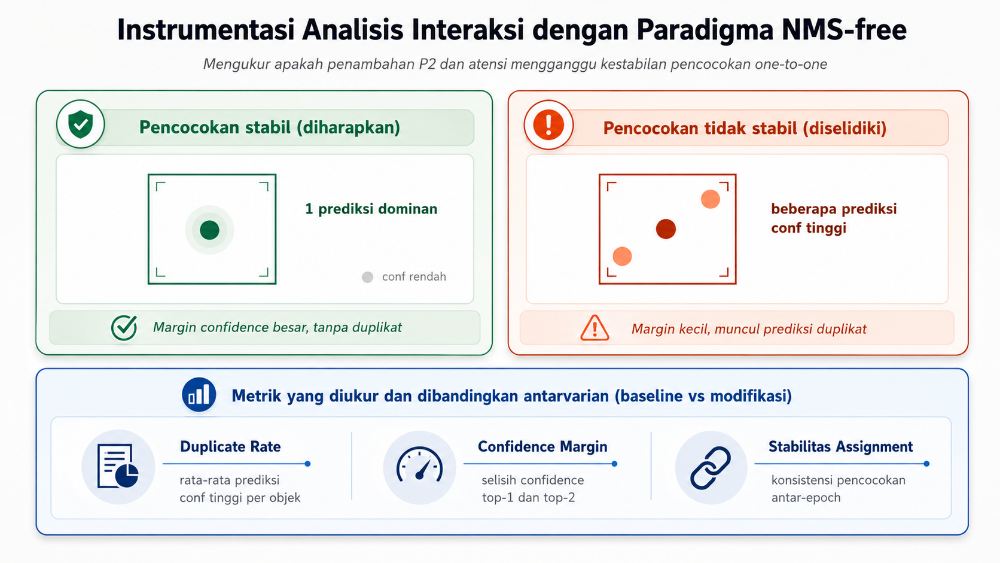 Instrumentasi Analisis Interaksi dengan Paradigma NMS-free
Mengukur apakah penambahan P2 dan atensi mengganggu kestabilan pencocokan one-to-one
Pencocokan stabil (diharapkan)
1 prediksi dominan
conf rendah
Margin confidence besar, tanpa duplikat
Pencocokan tidak stabil (diselidiki)
beberapa prediksi
conf tinggi
Margin kecil, muncul prediksi duplikat
Metrik yang diukur dan dibandingkan antarvarian (baseline vs modifikasi)
Duplicate Rate
rata-rata prediksi
conf tinggi per objek
Confidence Margin
selisih confidence
top-1 dan top-2
Stabilitas Assignment
konsistensi pencocokan
antar-epoch